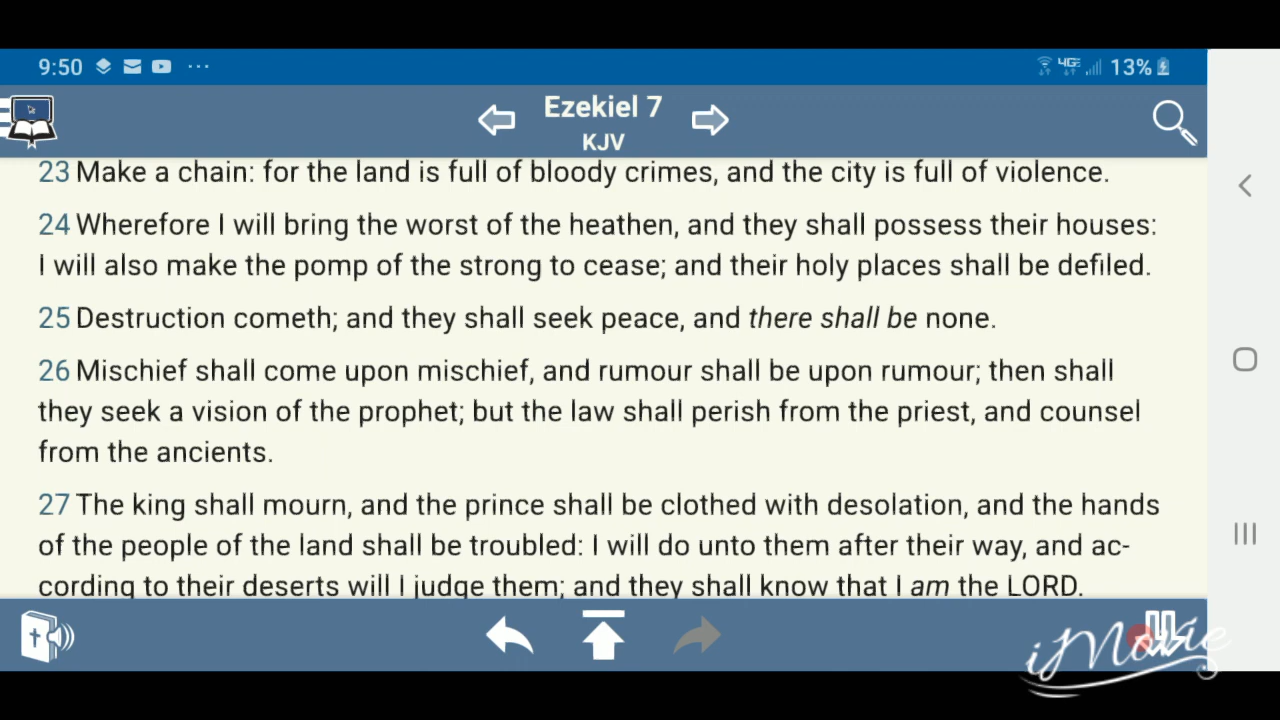 9:50 ... 4GE 13%
Ezekiel 7
KJV
23 Make a chain: for the land is full of bloody crimes, and the city is full of violence.
24 Wherefore I will bring the worst of the heathen, and they shall possess their houses:
I will also make the pomp of the strong to cease; and their holy places shall be defiled.
25 Destruction cometh; and they shall seek peace, and there shall be none.
26 Mischief shall come upon mischief, and rumour shall be upon rumour; then shall
they seek a vision of the prophet; but the law shall perish from the priest, and counsel
from the ancients.
27 The king shall mourn, and the prince shall be clothed with desolation, and the hands
of the people of the land shall be troubled: I will do unto them after their way, and ac-
cording to their deserts will I judge them; and they shall know that I am the LORD.
iMovie